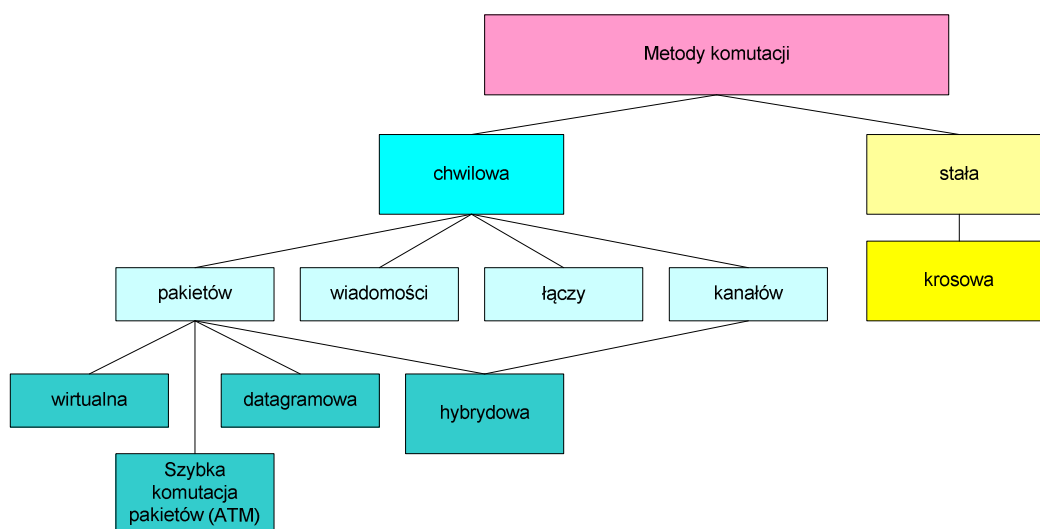 Metody komutacji
chwilowa
stała
pakietów
wiadomości
łączy
kanałów
krosowa
wirtualna
datagramowa
hybrydowa
Szybka
komutacja
pakietów (ATM)